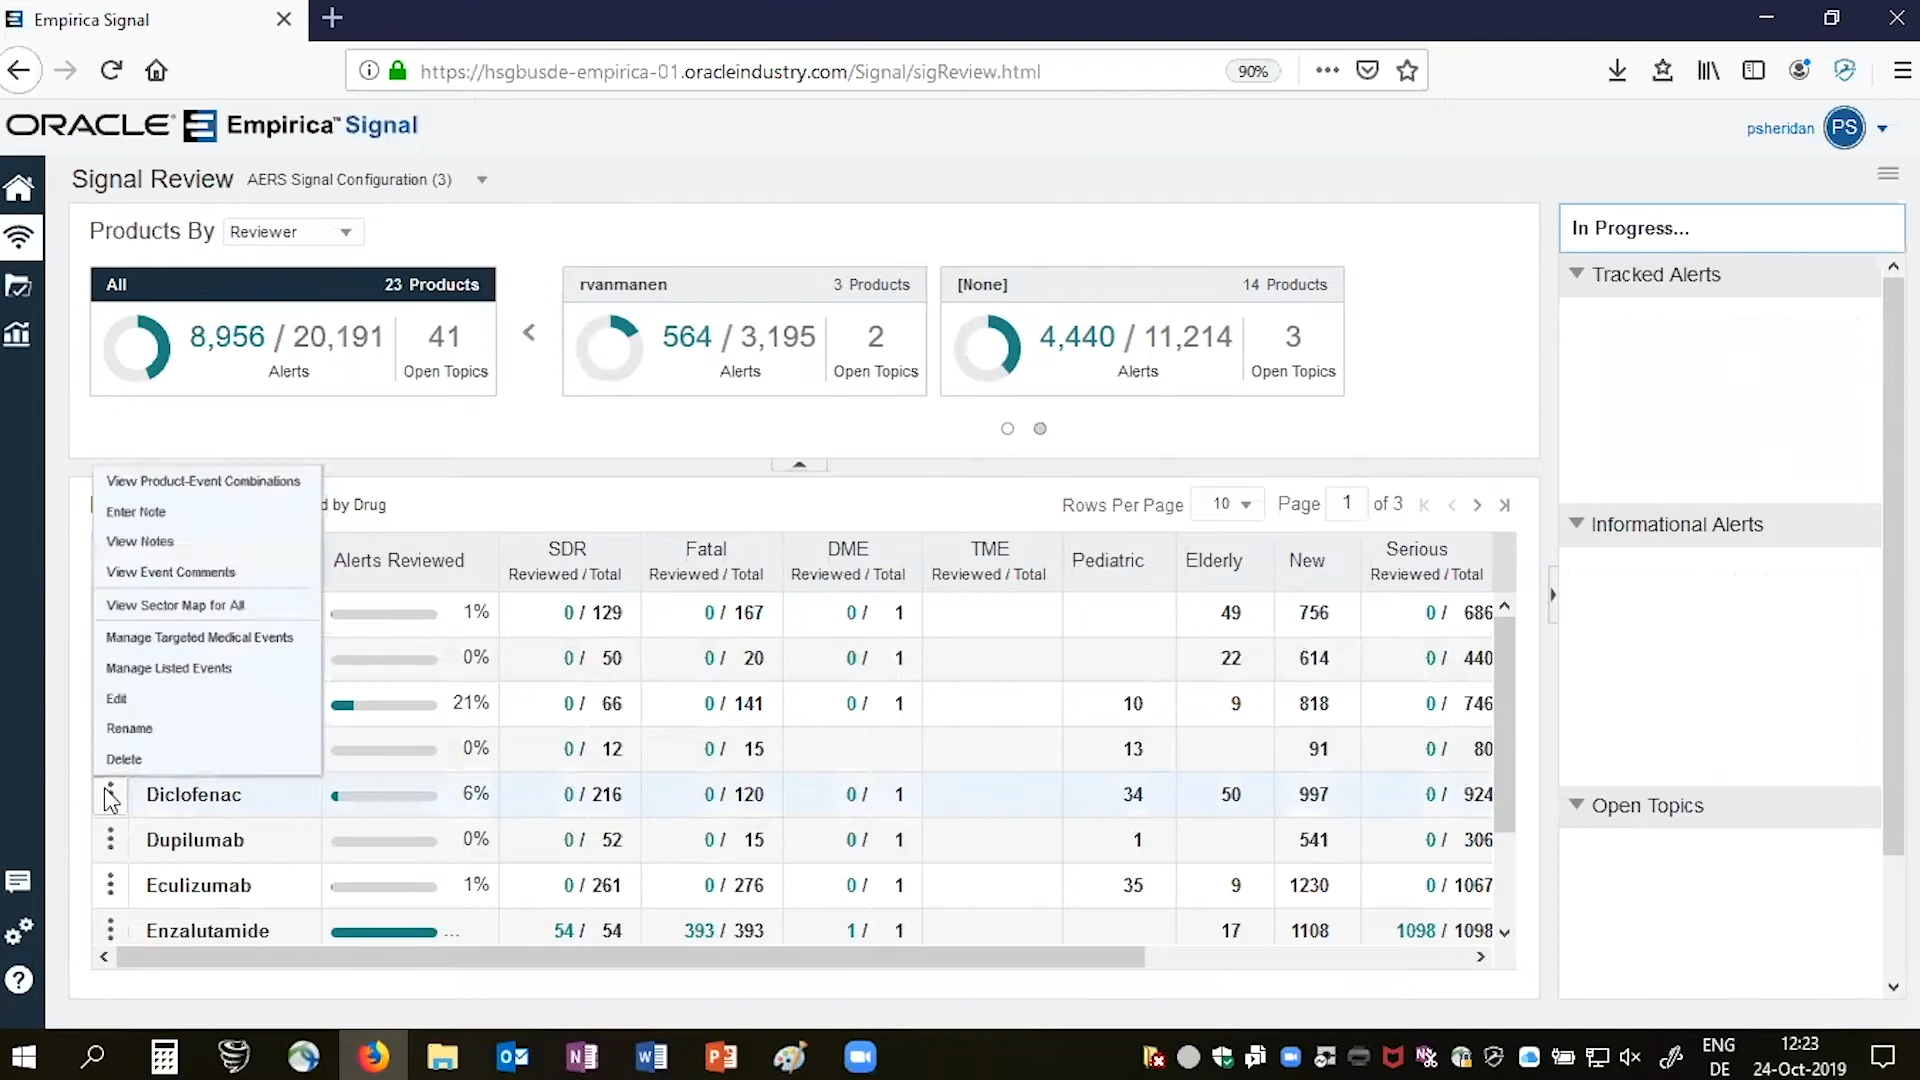 Empirica Signal
https://hsgbusde-empirica-01.oracleindustry.com/Signal/sigReview.html
90%
ORACLE Empirica™ Signal
psheridan PS
Signal Review AERS Signal Configuration (3)
Products By Reviewer
All 23 Products
8,956 / 20,191 41
Alerts Open Topics
rvanmanen 3 Products
564 / 3,195 2
Alerts Open Topics
[None] 14 Products
4,440 / 11,214 3
Alerts Open Topics
In Progress...
Tracked Alerts
Informational Alerts
Open Topics
View Product-Event Combinations
Enter Note
View Notes
View Event Comments
View Sector Map for All
Manage Targeted Medical Events
Manage Listed Events
Edit
Rename
Delete
d by Drug
Rows Per Page 10 Page 1 of 3
Alerts Reviewed SDR Fatal DME TME Pediatric Elderly New Serious
Reviewed / Total Reviewed / Total Reviewed / Total Reviewed / Total Reviewed / Total
1% 0 / 129 0 / 167 0 / 1 49 756 0 / 686
0% 0 / 50 0 / 20 0 / 1 22 614 0 / 440
21% 0 / 66 0 / 141 0 / 1 10 9 818 0 / 746
0% 0 / 12 0 / 15 13 91 0 / 80
Diclofenac 6% 0 / 216 0 / 120 0 / 1 34 50 997 0 / 924
Dupilumab 0% 0 / 52 0 / 15 0 / 1 1 541 0 / 306
Eculizumab 1% 0 / 261 0 / 276 0 / 1 35 9 1230 0 / 1067
Enzalutamide ... 54 / 54 393 / 393 1 / 1 17 1108 1098 / 1098
ENG
DE
12:23
24-Oct-2019